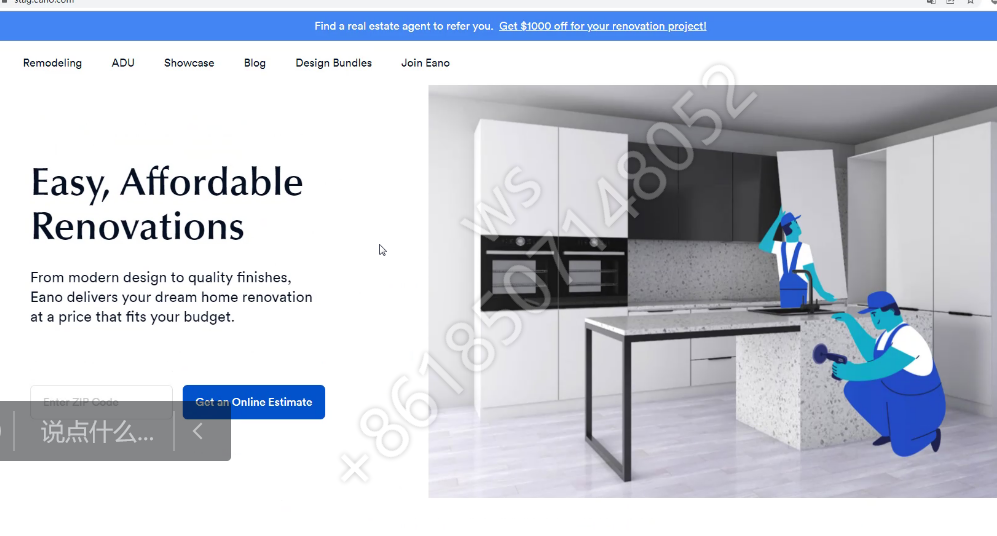 stag.eano.com
Find a real estate agent to refer you. Get $1000 off for your renovation project!
Remodeling ADU Showcase Blog Design Bundles Join Eano
Easy, Affordable
Renovations
From modern design to quality finishes,
Eano delivers your dream home renovation
at a price that fits your budget.
Enter ZIP Code Get an Online Estimate
说点什么...
ws
+8618507148052